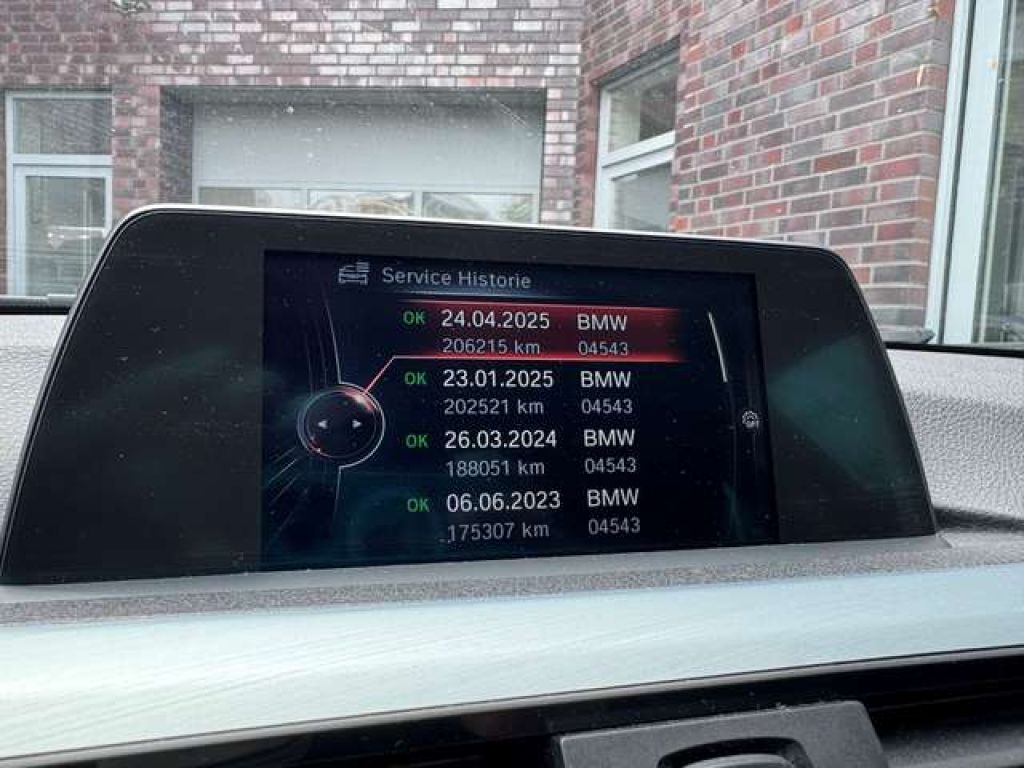 Service Historie
OK 24.04.2025 BMW
206215 km 04543
OK 23.01.2025 BMW
202521 km 04543
OK 26.03.2024 BMW
188051 km 04543
OK 06.06.2023 BMW
175307 km 04543